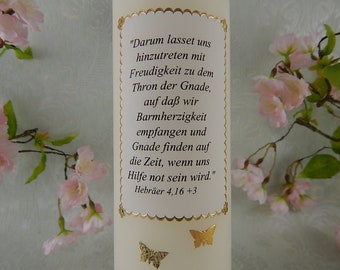 "Darum lasset uns
hinzutreten mit
Freudigkeit zu dem
Thron der Gnade,
auf daß wir
Barmherzigkeit
empfangen und
Gnade finden auf
die Zeit, wenn uns
Hilfe not sein wird."
Hebräer 4,16 +3